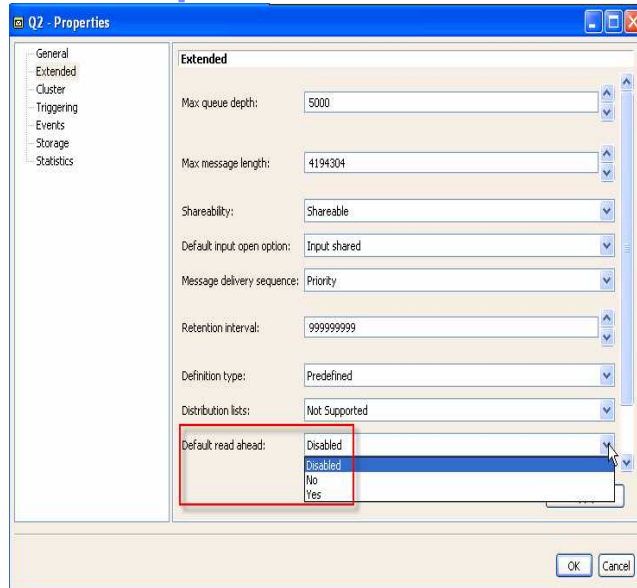 Q2 - Properties
General
Extended
Cluster
Triggering
Events
Storage
Statistics
Extended
Max queue depth: 5000
Max message length: 4194304
Shareability: Shareable
Default input open option: Input shared
Message delivery sequence: Priority
Retention interval: 999999999
Definition type: Predefined
Distribution lists: Not Supported
Default read ahead: Disabled
Disabled
No
Yes
OK Cancel